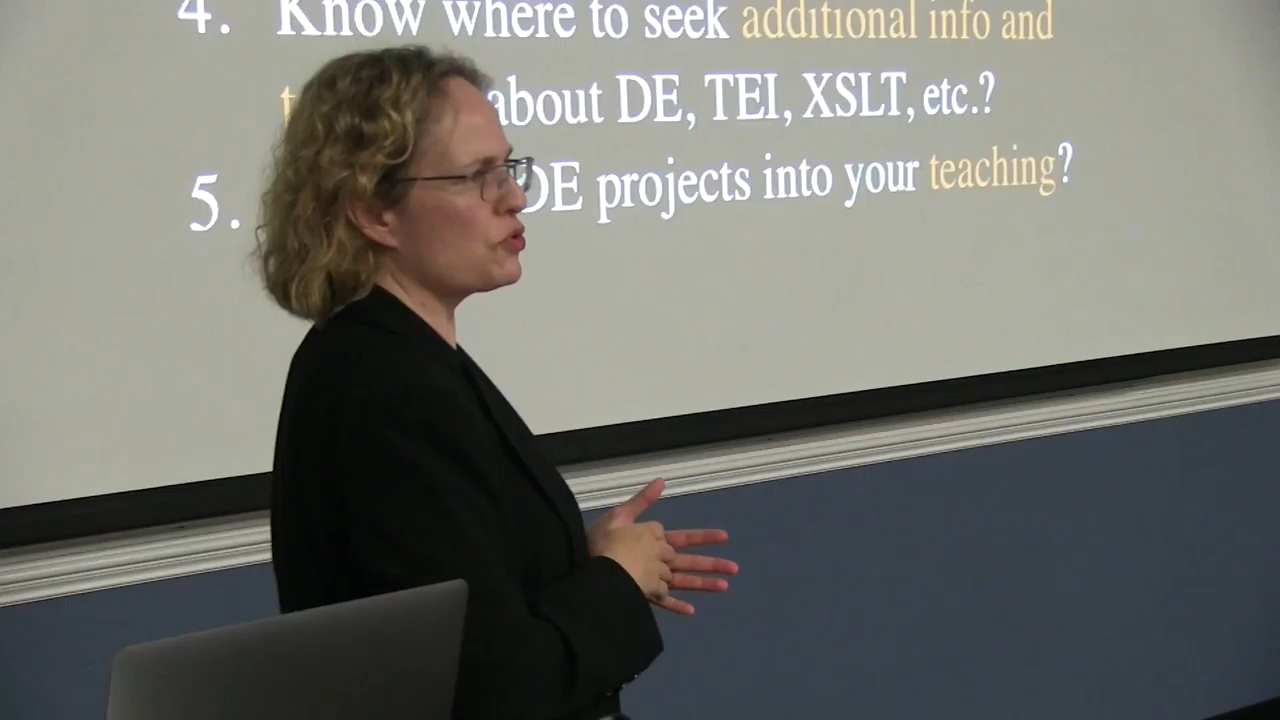 4. Know where to seek additional info and
about DE, TEI, XSLT, etc.?
5. DE projects into your teaching?